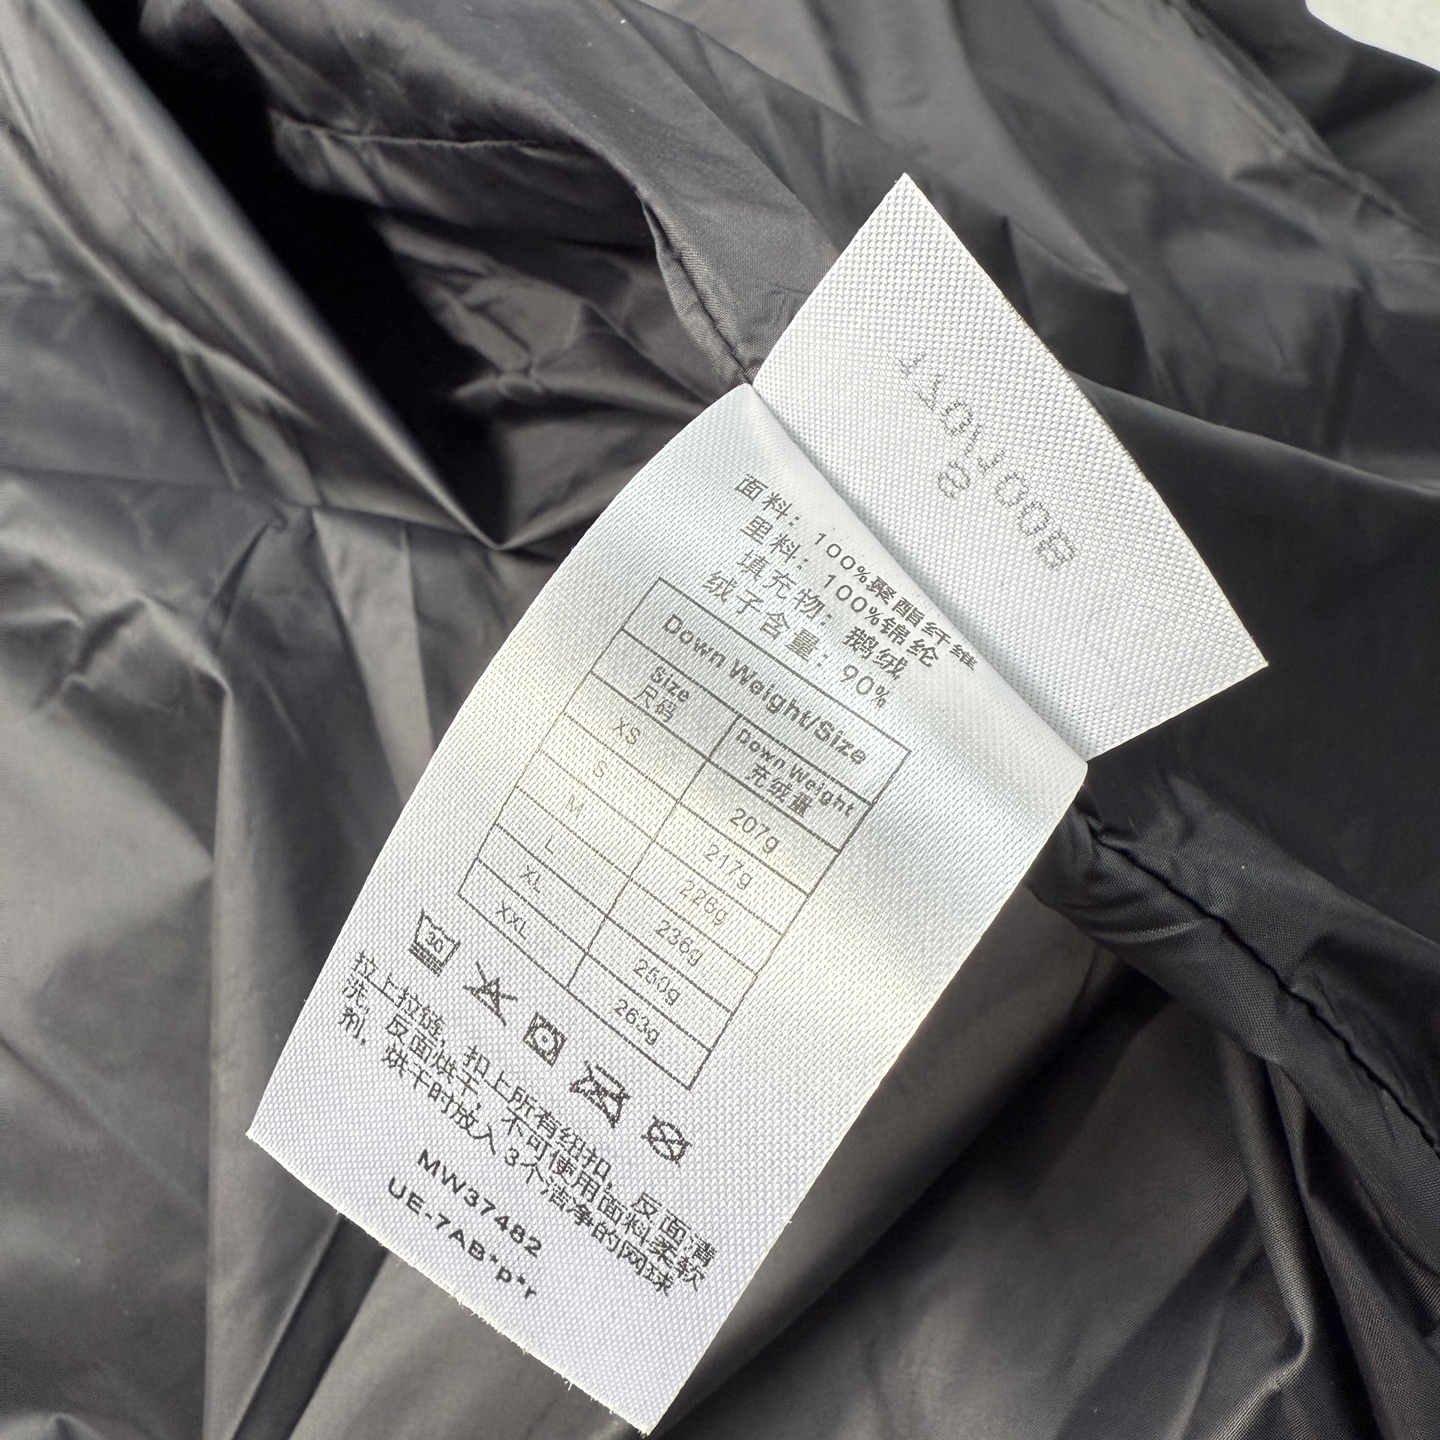 面料：100%聚酯纤维
里料：100%锦纶
填充物：鹅绒
绒子含量：90%
Down Weight/Size
Size 尺码 Down Weight 充绒量
XS 207g
S 217g
M 226g
L 236g
XL 250g
XXL 263g
30
拉上拉链，扣上所有纽扣，反面清
洗，反面烘干，不可使用面料柔软
剂，烘干时放入3个洁净的网球
MW37482
UE-7AB*p*r